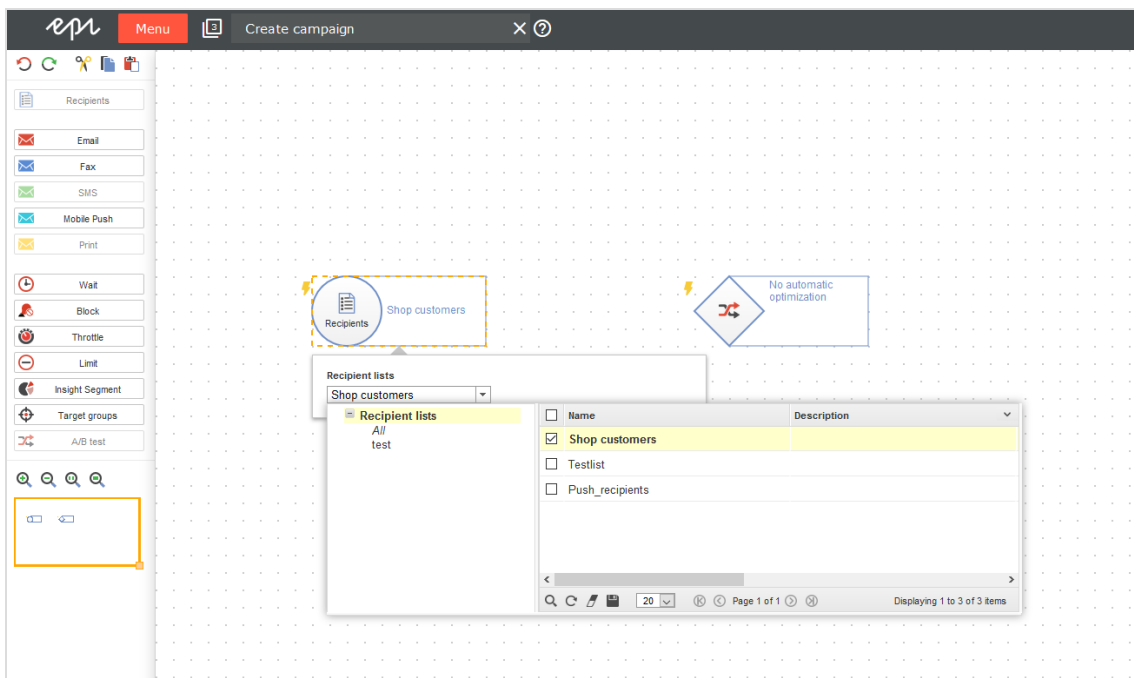 epi
Menu
3
Create campaign
Recipients
Email
Fax
SMS
Mobile Push
Print
Wait
Block
Throttle
Limit
Insight Segment
Target groups
A/B test
Recipients
Shop customers
No automatic
optimization
Recipient lists
Shop customers
Recipient lists
All
test
Name Description
Shop customers
Testlist
Push_recipients
20 Page 1 of 1 Displaying 1 to 3 of 3 items